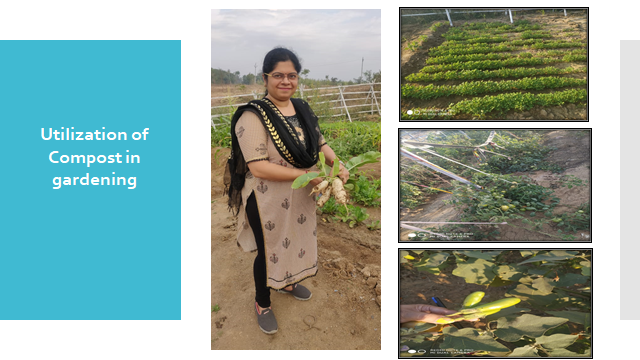 Utilization of
Compost in
gardening